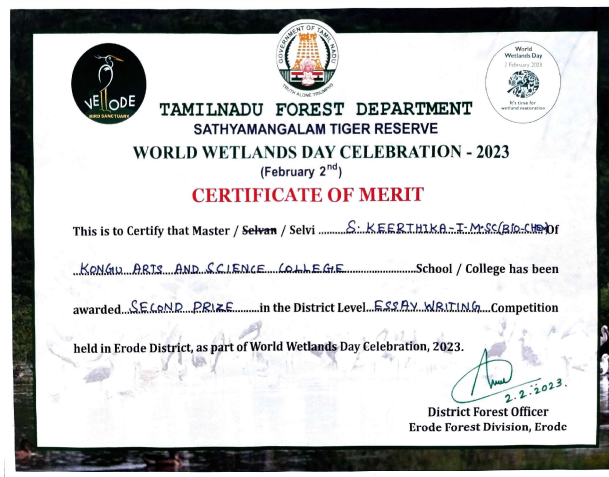 GOVERNMENT OF TAMIL NADU
TRUTH ALONE TRIUMPHS
VELLODE
BIRD SANCTUARY
World
Wetlands Day
2 February 2023
It's time for
wetland restoration
TAMILNADU FOREST DEPARTMENT
SATHYAMANGALAM TIGER RESERVE
WORLD WETLANDS DAY CELEBRATION - 2023
(February 2nd)
CERTIFICATE OF MERIT
This is to Certify that Master / Selvan / Selvi ..........S. KEERTHIKA - I - M.SC(BIO-CHE) Of
KONGU ARTS AND SCIENCE COLLEGE School / College has been
awarded SECOND PRIZE in the District Level ESSAY WRITING Competition
held in Erode District, as part of World Wetlands Day Celebration, 2023.
2.2.2023.
District Forest Officer
Erode Forest Division, Erode